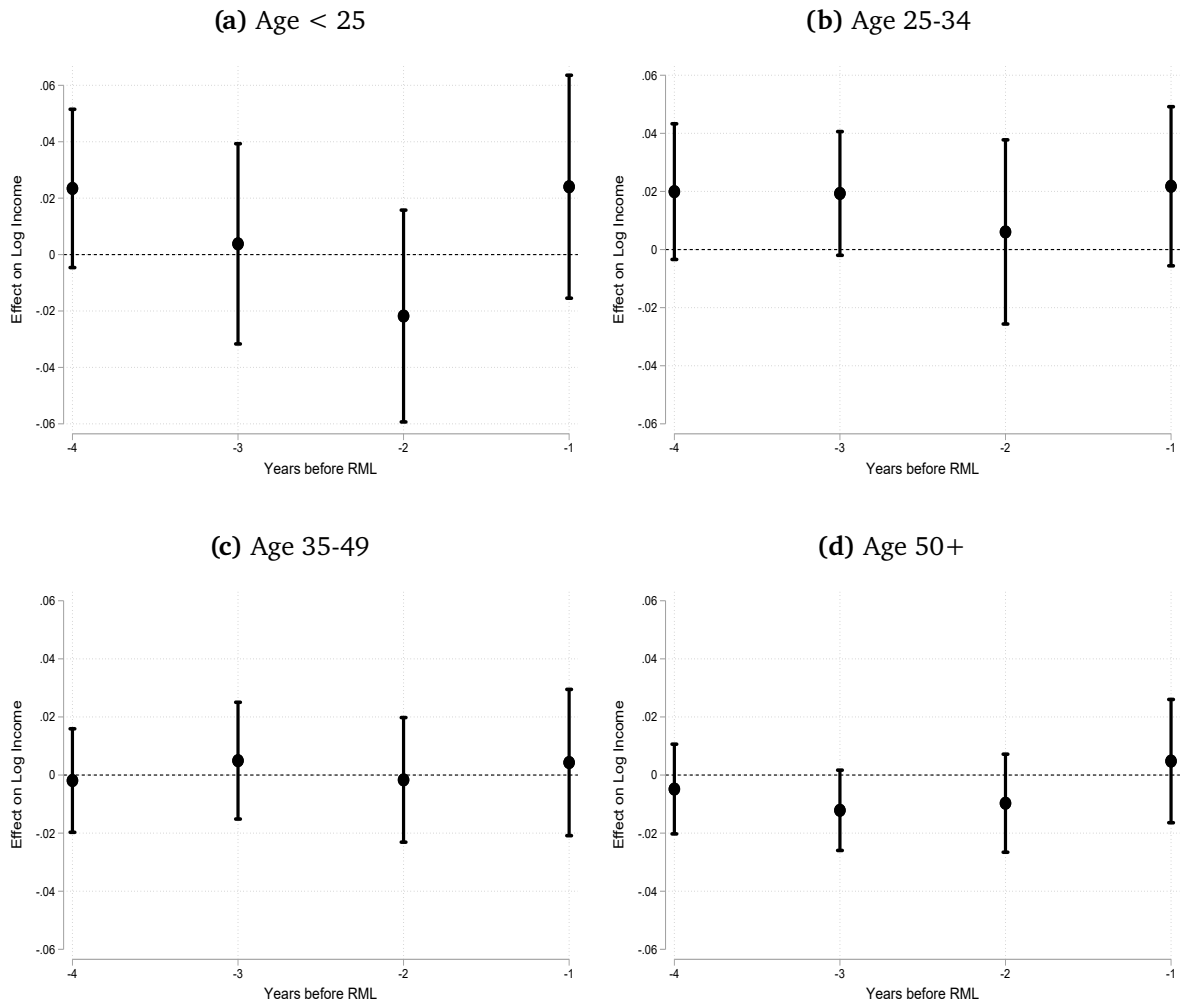 (a) Age < 25
.06
.04
.02
0
-.02
-.04
-.06
Effect on Log Income
-4 -3 -2 -1
Years before RML
(b) Age 25-34
.06
.04
.02
0
-.02
-.04
-.06
Effect on Log Income
-4 -3 -2 -1
Years before RML
(c) Age 35-49
.06
.04
.02
0
-.02
-.04
-.06
Effect on Log Income
-4 -3 -2 -1
Years before RML
(d) Age 50+
.06
.04
.02
0
-.02
-.04
-.06
Effect on Log Income
-4 -3 -2 -1
Years before RML